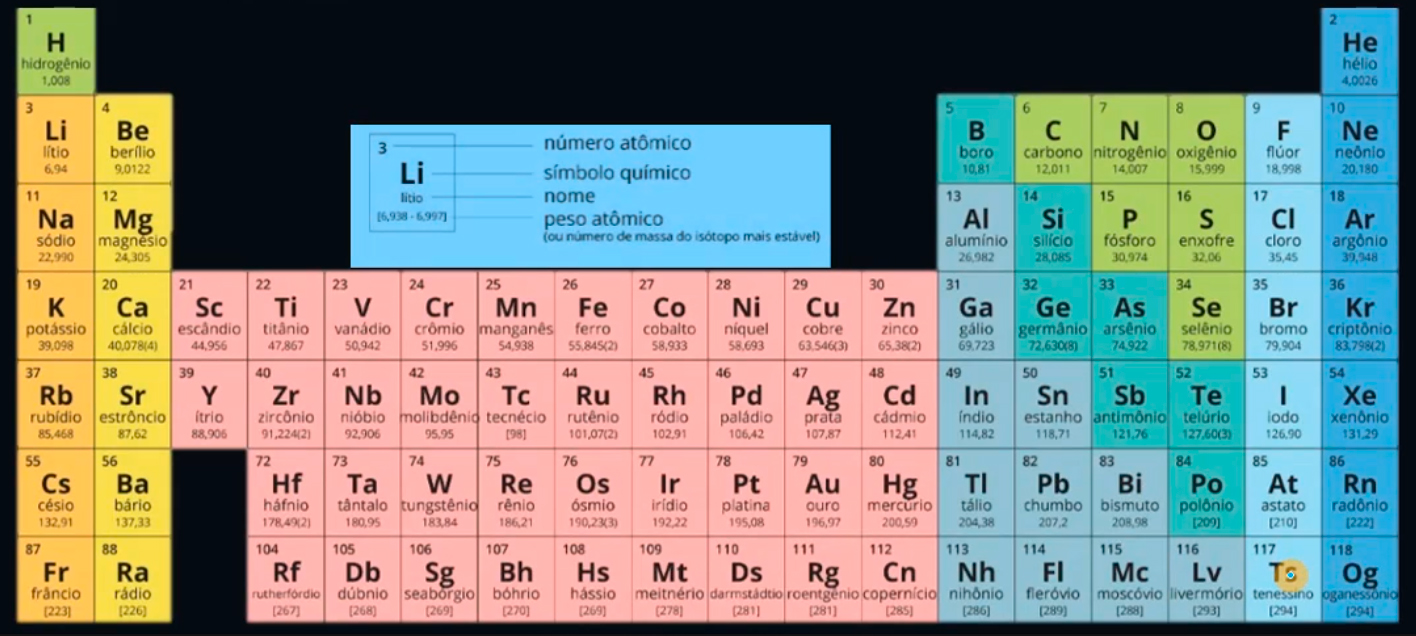 1
H
hidrogênio
1,008
2
He
hélio
4,0026
3
Li
lítio
6,94
4
Be
berílio
9,0122
3
Li
lítio
[6,938 - 6,997]
número atômico
símbolo químico
nome
peso atômico
(ou número de massa do isótopo mais estável)
5
B
boro
10,81
6
C
carbono
12,011
7
N
nitrogênio
14,007
8
O
oxigênio
15,999
9
F
flúor
18,998
10
Ne
neônio
20,180
11
Na
sódio
22,990
12
Mg
magnésio
24,305
13
Al
alumínio
26,982
14
Si
silício
28,085
15
P
fósforo
30,974
16
S
enxofre
32,06
17
Cl
cloro
35,45
18
Ar
argônio
39,948
19
K
potássio
39,098
20
Ca
cálcio
40,078(4)
21
Sc
escândio
44,956
22
Ti
titânio
47,867
23
V
vanádio
50,942
24
Cr
crômio
51,996
25
Mn
manganês
54,938
26
Fe
ferro
55,845(2)
27
Co
cobalto
58,933
28
Ni
níquel
58,693
29
Cu
cobre
63,546(3)
30
Zn
zinco
65,38(2)
31
Ga
gálio
69,723
32
Ge
germânio
72,630(8)
33
As
arsênio
74,922
34
Se
selênio
78,971(8)
35
Br
bromo
79,904
36
Kr
criptônio
83,798(2)
37
Rb
rubídio
85,468
38
Sr
estrôncio
87,62
39
Y
ítrio
88,906
40
Zr
zircônio
91,224(2)
41
Nb
nióbio
92,906
42
Mo
molibdênio
95,95
43
Tc
tecnécio
[98]
44
Ru
rutênio
101,07(2)
45
Rh
ródio
102,91
46
Pd
paládio
106,42
47
Ag
prata
107,87
48
Cd
cádmio
112,41
49
In
índio
114,82
50
Sn
estanho
118,71
51
Sb
antimônio
121,76
52
Te
telúrio
127,60(3)
53
I
iodo
126,90
54
Xe
xenônio
131,29
55
Cs
césio
132,91
56
Ba
bário
137,33
72
Hf
háfnio
178,49(2)
73
Ta
tântalo
180,95
74
W
tungstênio
183,84
75
Re
rênio
186,21
76
Os
ósmio
190,23(3)
77
Ir
irídio
192,22
78
Pt
platina
195,08
79
Au
ouro
196,97
80
Hg
mercúrio
200,59
81
Tl
tálio
204,38
82
Pb
chumbo
207,2
83
Bi
bismuto
208,98
84
Po
polônio
[209]
85
At
astato
[210]
86
Rn
radônio
[222]
87
Fr
frâncio
[223]
88
Ra
rádio
[226]
104
Rf
rutherfórdio
[267]
105
Db
dúbnio
[268]
106
Sg
seabórgio
[269]
107
Bh
bóhrio
[270]
108
Hs
hássio
[269]
109
Mt
meitnério
[278]
110
Ds
darmstádtio
[281]
111
Rg
roentgênio
[281]
112
Cn
copernício
[285]
113
Nh
nihônio
[286]
114
Fl
fleróvio
[289]
115
Mc
moscóvio
[288]
116
Lv
livermório
[293]
117
tenessino
[294]
118
Og
oganessônio
[294]